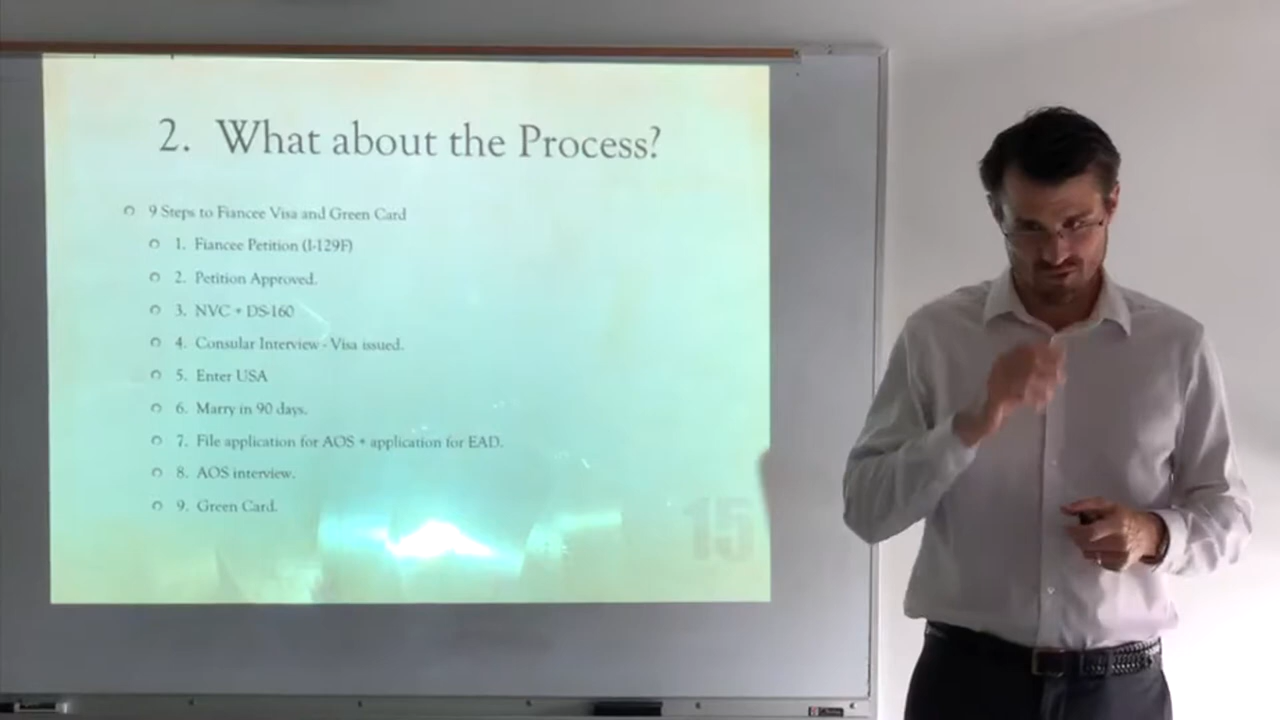 2. What about the Process?
9 Steps to Fiancee Visa and Green Card
1. Fiancee Petition (I-129F)
2. Petition Approved.
3. NVC + DS-160
4. Consular Interview - Visa issued.
5. Enter USA
6. Marry in 90 days.
7. File application for AOS + application for EAD.
8. AOS interview.
9. Green Card.
15